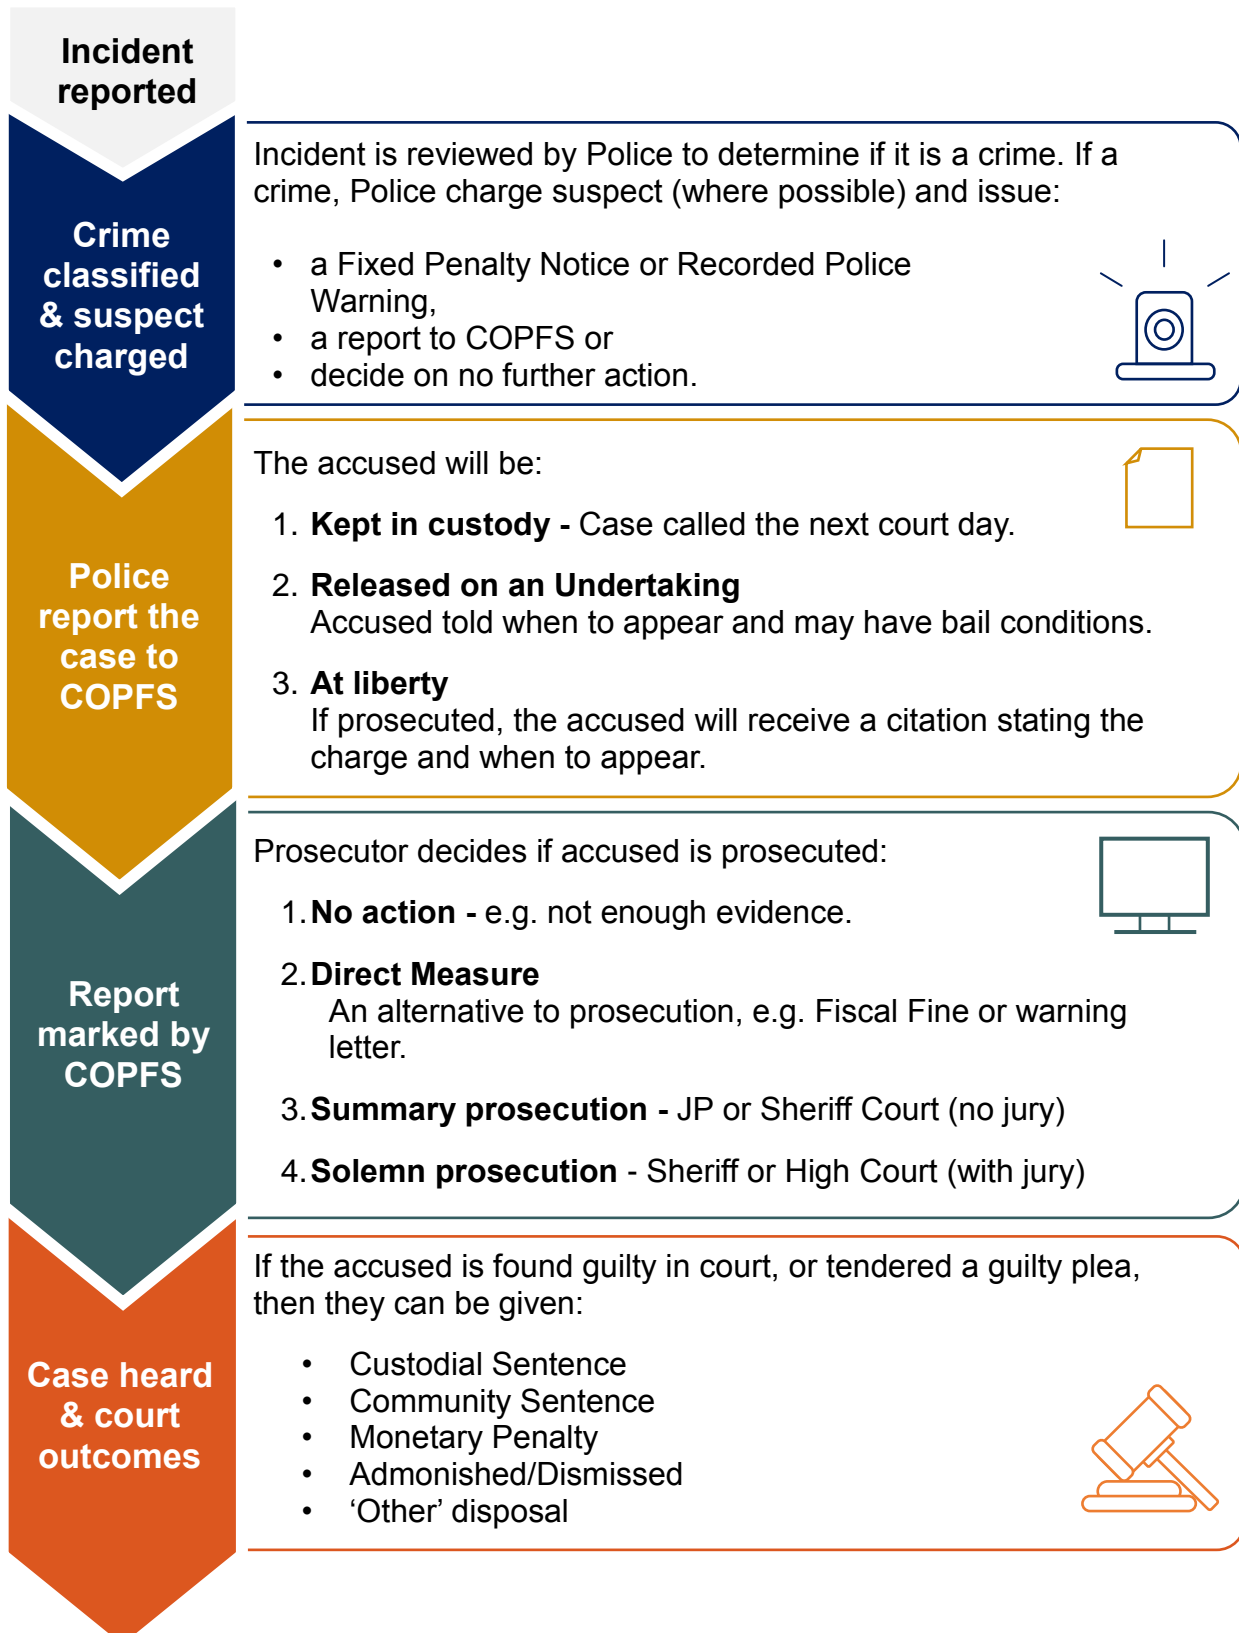 Incident
reported
Incident is reviewed by Police to determine if it is a crime. If a
crime, Police charge suspect (where possible) and issue:
Crime
classified
& suspect
charged
• a Fixed Penalty Notice or Recorded Police
Warning,
• a report to COPFS or
• decide on no further action.
Police
report the
case to
COPFS
The accused will be:
1. Kept in custody - Case called the next court day.
2. Released on an Undertaking
Accused told when to appear and may have bail conditions.
3. At liberty
If prosecuted, the accused will receive a citation stating the
charge and when to appear.
Report
marked by
COPFS
Prosecutor decides if accused is prosecuted:
1. No action - e.g. not enough evidence.
2. Direct Measure
An alternative to prosecution, e.g. Fiscal Fine or warning
letter.
3. Summary prosecution - JP or Sheriff Court (no jury)
4. Solemn prosecution - Sheriff or High Court (with jury)
Case heard
& court
outcomes
If the accused is found guilty in court, or tendered a guilty plea,
then they can be given:
• Custodial Sentence
• Community Sentence
• Monetary Penalty
• Admonished/Dismissed
• ‘Other’ disposal